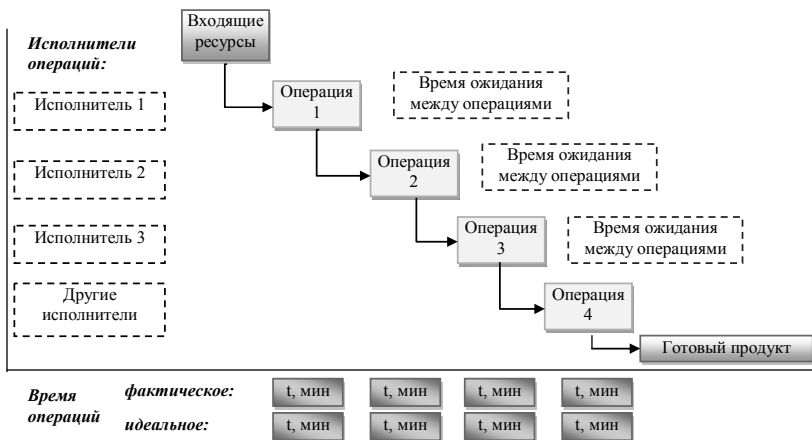 Входящие
ресурсы
Исполнители
операций:
Исполнитель 1
Операция
1
Время ожидания
между операциями
Исполнитель 2
Операция
2
Время ожидания
между операциями
Исполнитель 3
Операция
3
Время ожидания
между операциями
Другие
исполнители
Операция
4
Готовый продукт
Время
операций
фактическое:
t, мин
t, мин
t, мин
t, мин
идеальное:
t, мин
t, мин
t, мин
t, мин